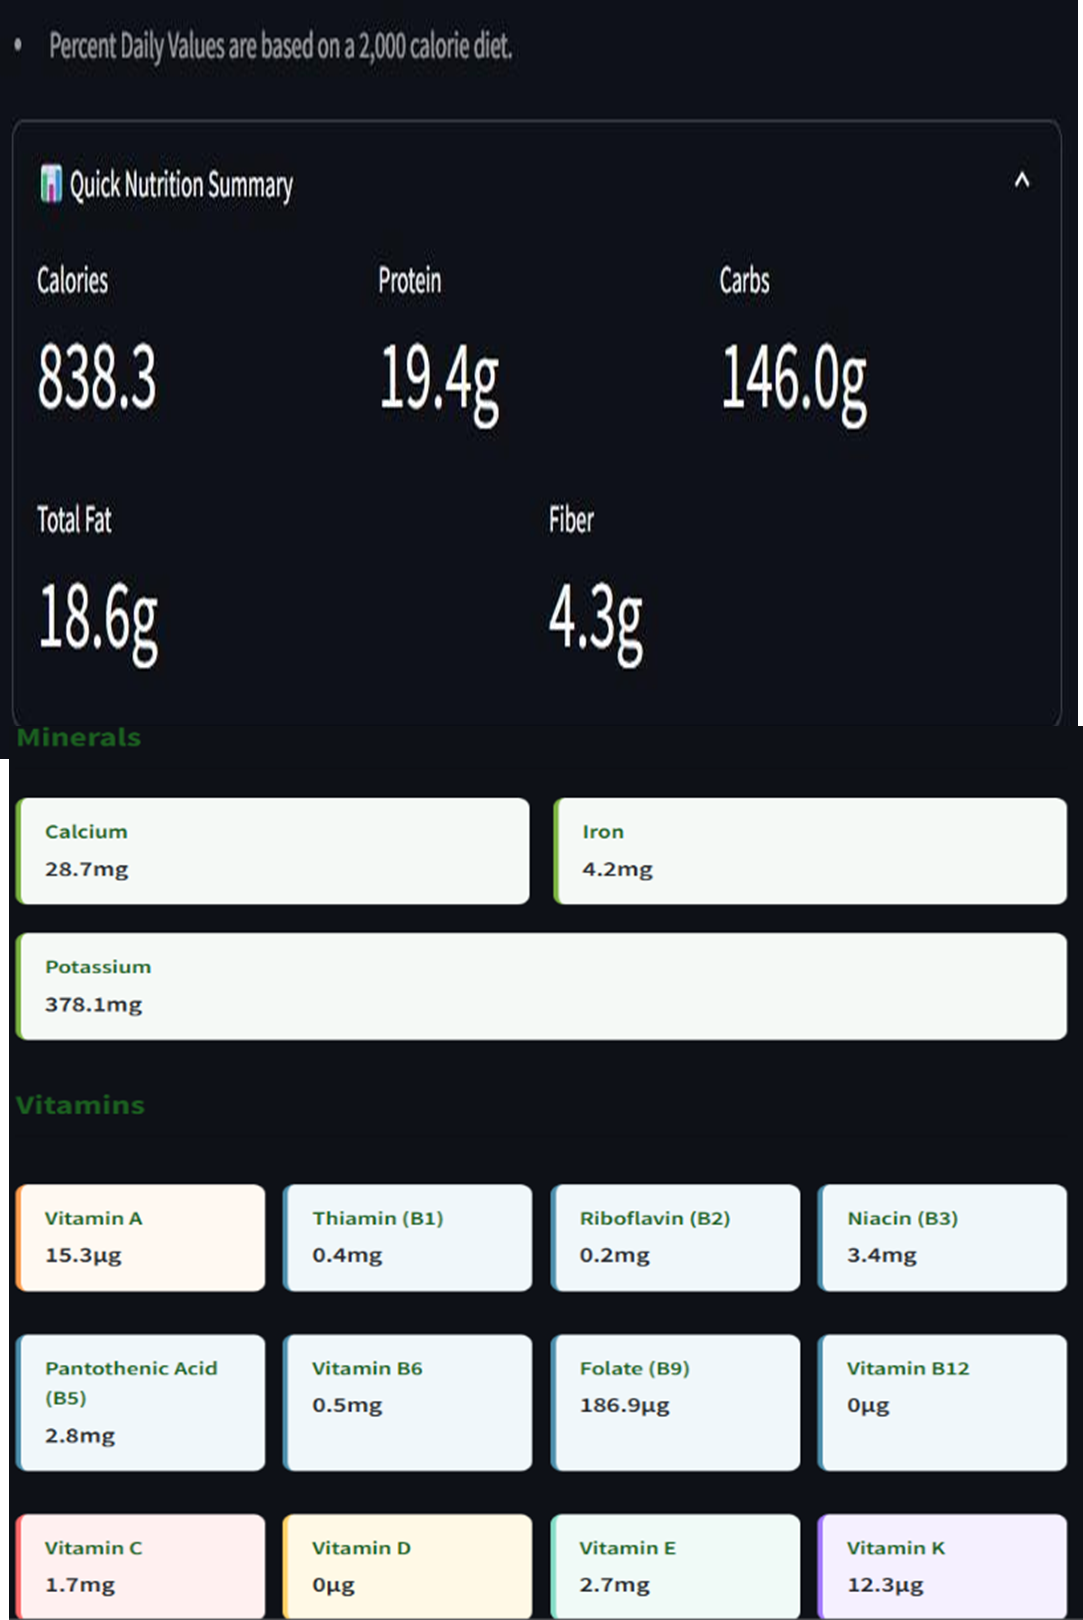 • Percent Daily Values are based on a 2,000 calorie diet.
Quick Nutrition Summary
Calories Protein Carbs
838.3 19.4g 146.0g
Total Fat Fiber
18.6g 4.3g
Minerals
Calcium Iron
28.7mg 4.2mg
Potassium
378.1mg
Vitamins
Vitamin A Thiamin (B1) Riboflavin (B2) Niacin (B3)
15.3µg 0.4mg 0.2mg 3.4mg
Pantothenic Acid Vitamin B6 Folate (B9) Vitamin B12
(B5) 0.5mg 186.9µg 0µg
2.8mg
Vitamin C Vitamin D Vitamin E Vitamin K
1.7mg 0µg 2.7mg 12.3µg